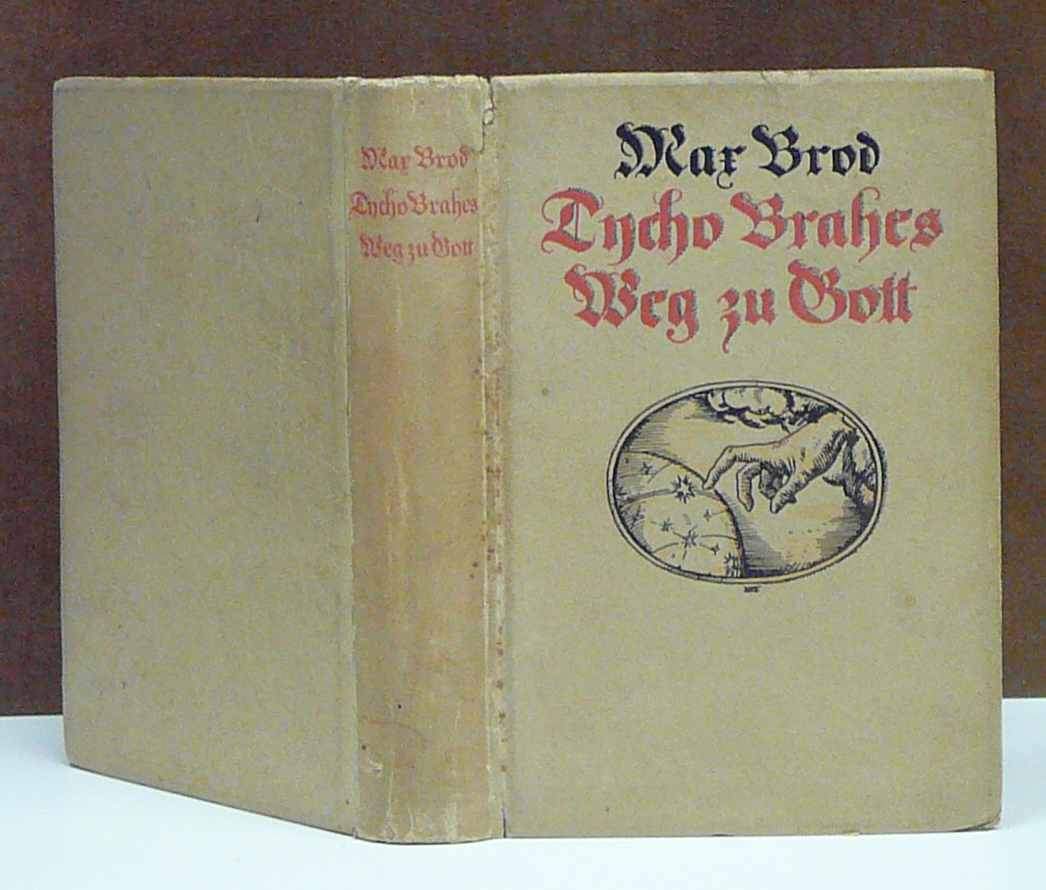 Max Brod
Tycho Brahes
Weg zu Gott
Max Brod
Tycho Brahes
Weg zu Gott